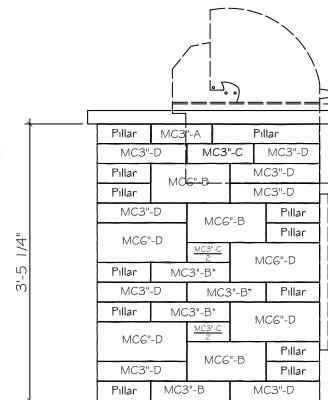 Pillar MC3"-A Pillar
MC3"-D MC3"-C MC3"-D
Pillar MC6"-B MC3"-D
Pillar MC3"-D
MC3"-D MC6"-B Pillar
MC6"-D Pillar
MC3"-C
2
MC6"-D
Pillar MC3"-B*
MC3"-D MC3"-B*
Pillar
Pillar MC3"-B*
MC6"-D
MC3"-C
2
MC6"-D
MC6"-B Pillar
MC3"-D Pillar
Pillar MC3"-B MC3"-D
3'-5 1/4"